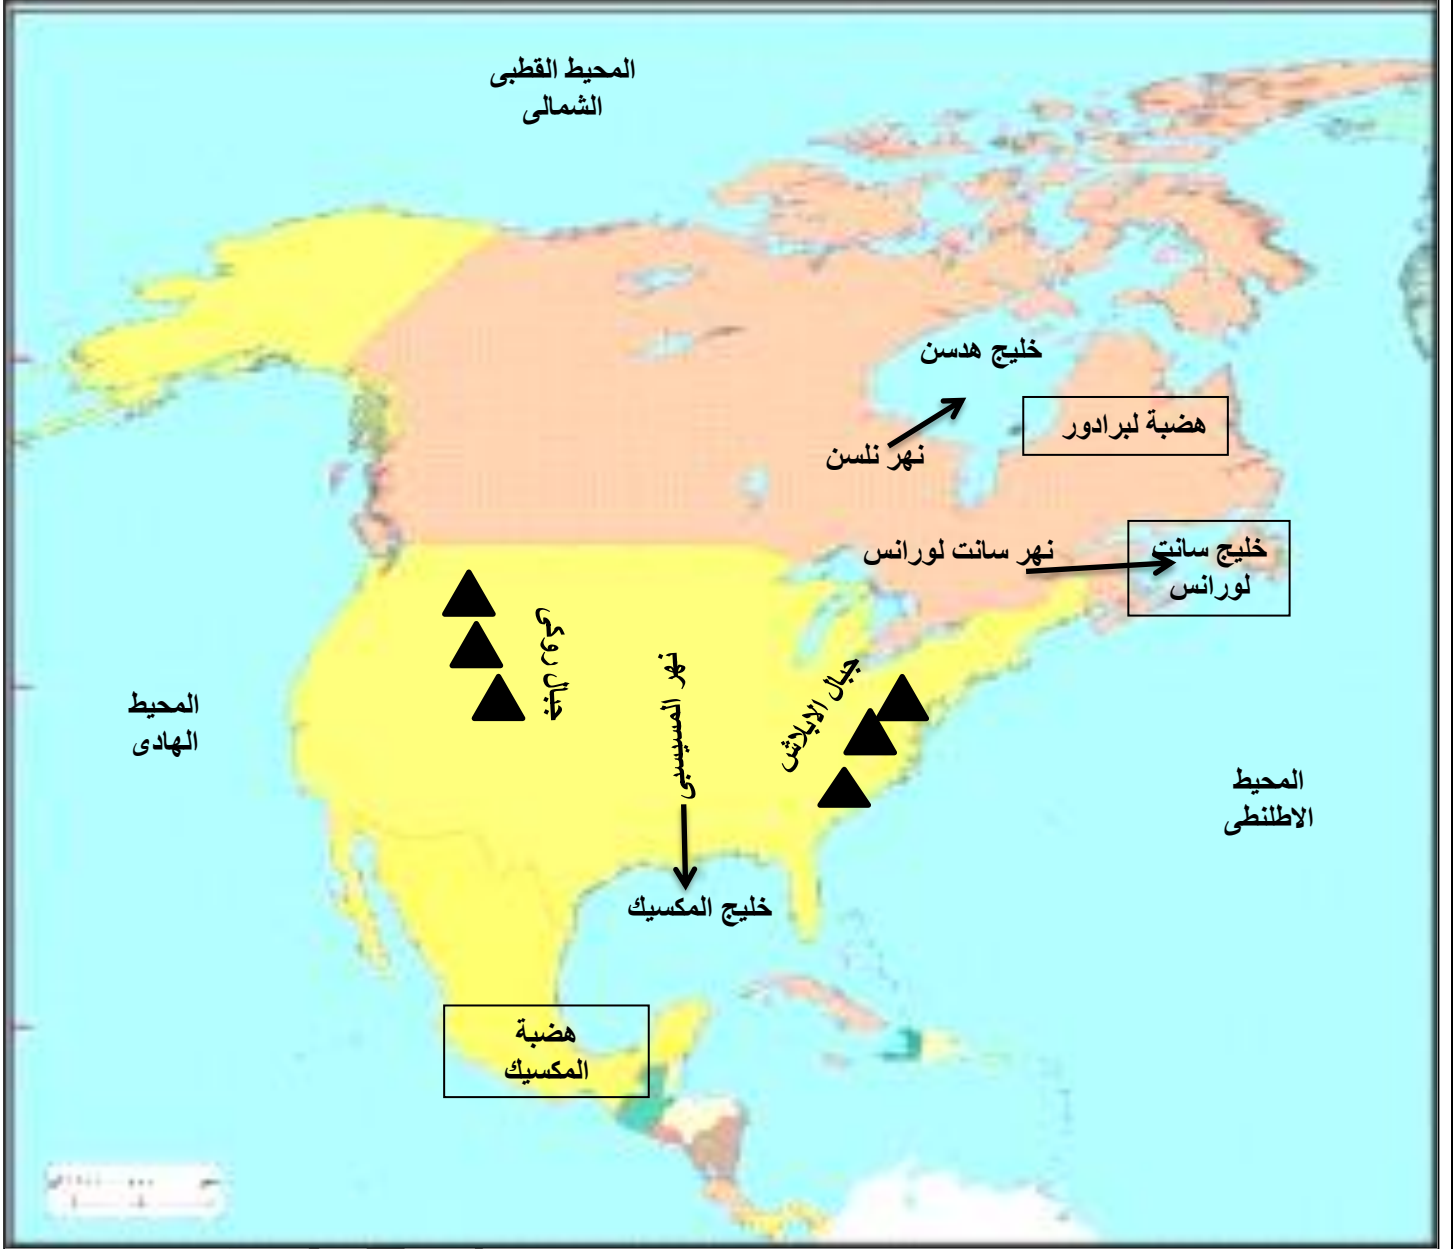 المحيط القطبى
الشمالى
خليج هدسن
هضبة لبرادور
نهر نلسن
خليج سانت
لورانس
نهر سانت لورانس
جبال روكى
نهر المسيسبى
جبال الابلاش
المحيط
الهادى
المحيط
الاطلنطى
خليج المكسيك
هضبة
المكسيك